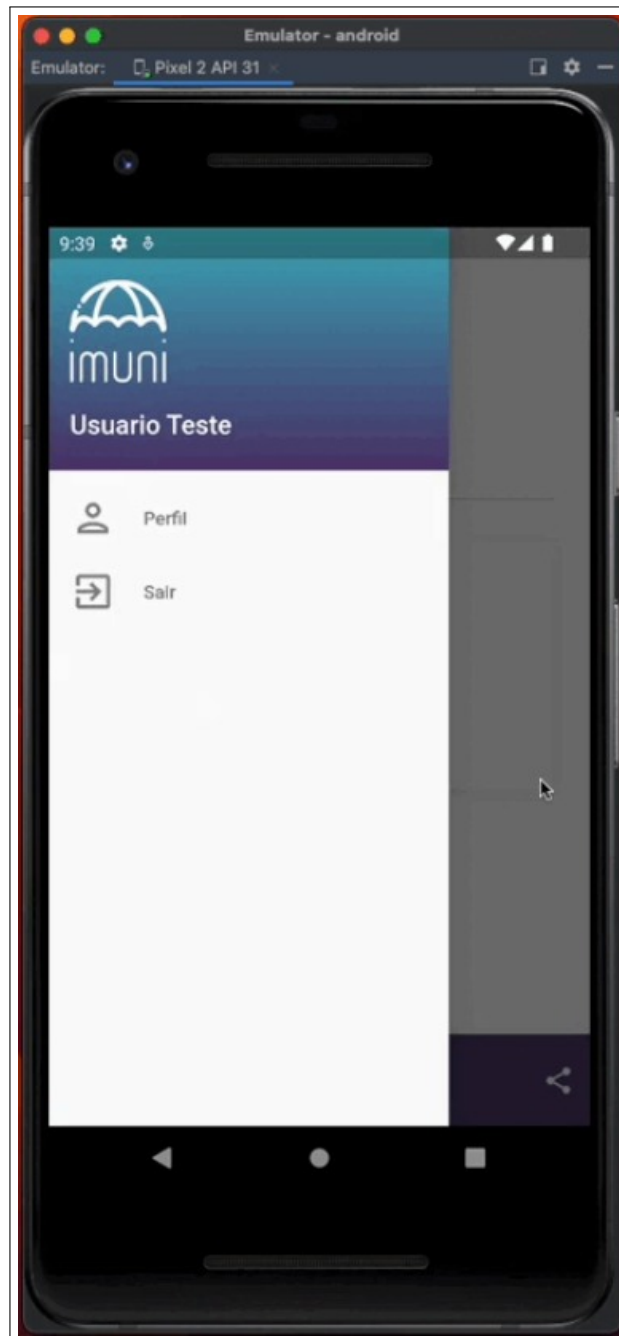 Emulator - android
Emulator: Pixel 2 API 31
9:39
imuni
Usuario Teste
Perfil
Sair